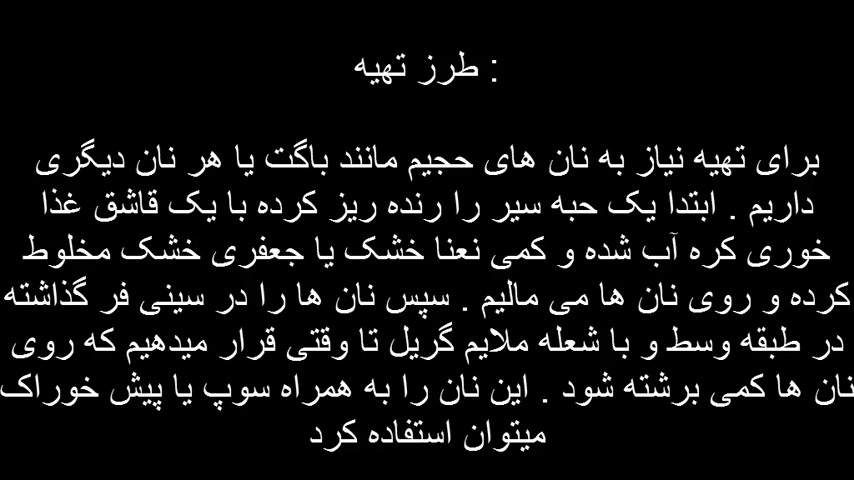 طرز تهیه :
برای تهیه نیاز به نان های حجیم مانند باگت یا هر نان دیگری
داریم . ابتدا یک حبه سیر را رنده ریز کرده با یک قاشق غذا
خوری کره آب شده و کمی نعنا خشک یا جعفری خشک مخلوط
کرده و روی نان ها می مالیم . سپس نان ها را در سینی فر گذاشته
در طبقه وسط و با شعله ملایم گریل تا وقتی قرار میدهیم که روی
نان ها کمی برشته شود . این نان را به همراه سوپ یا پیش خوراک
میتوان استفاده کرد